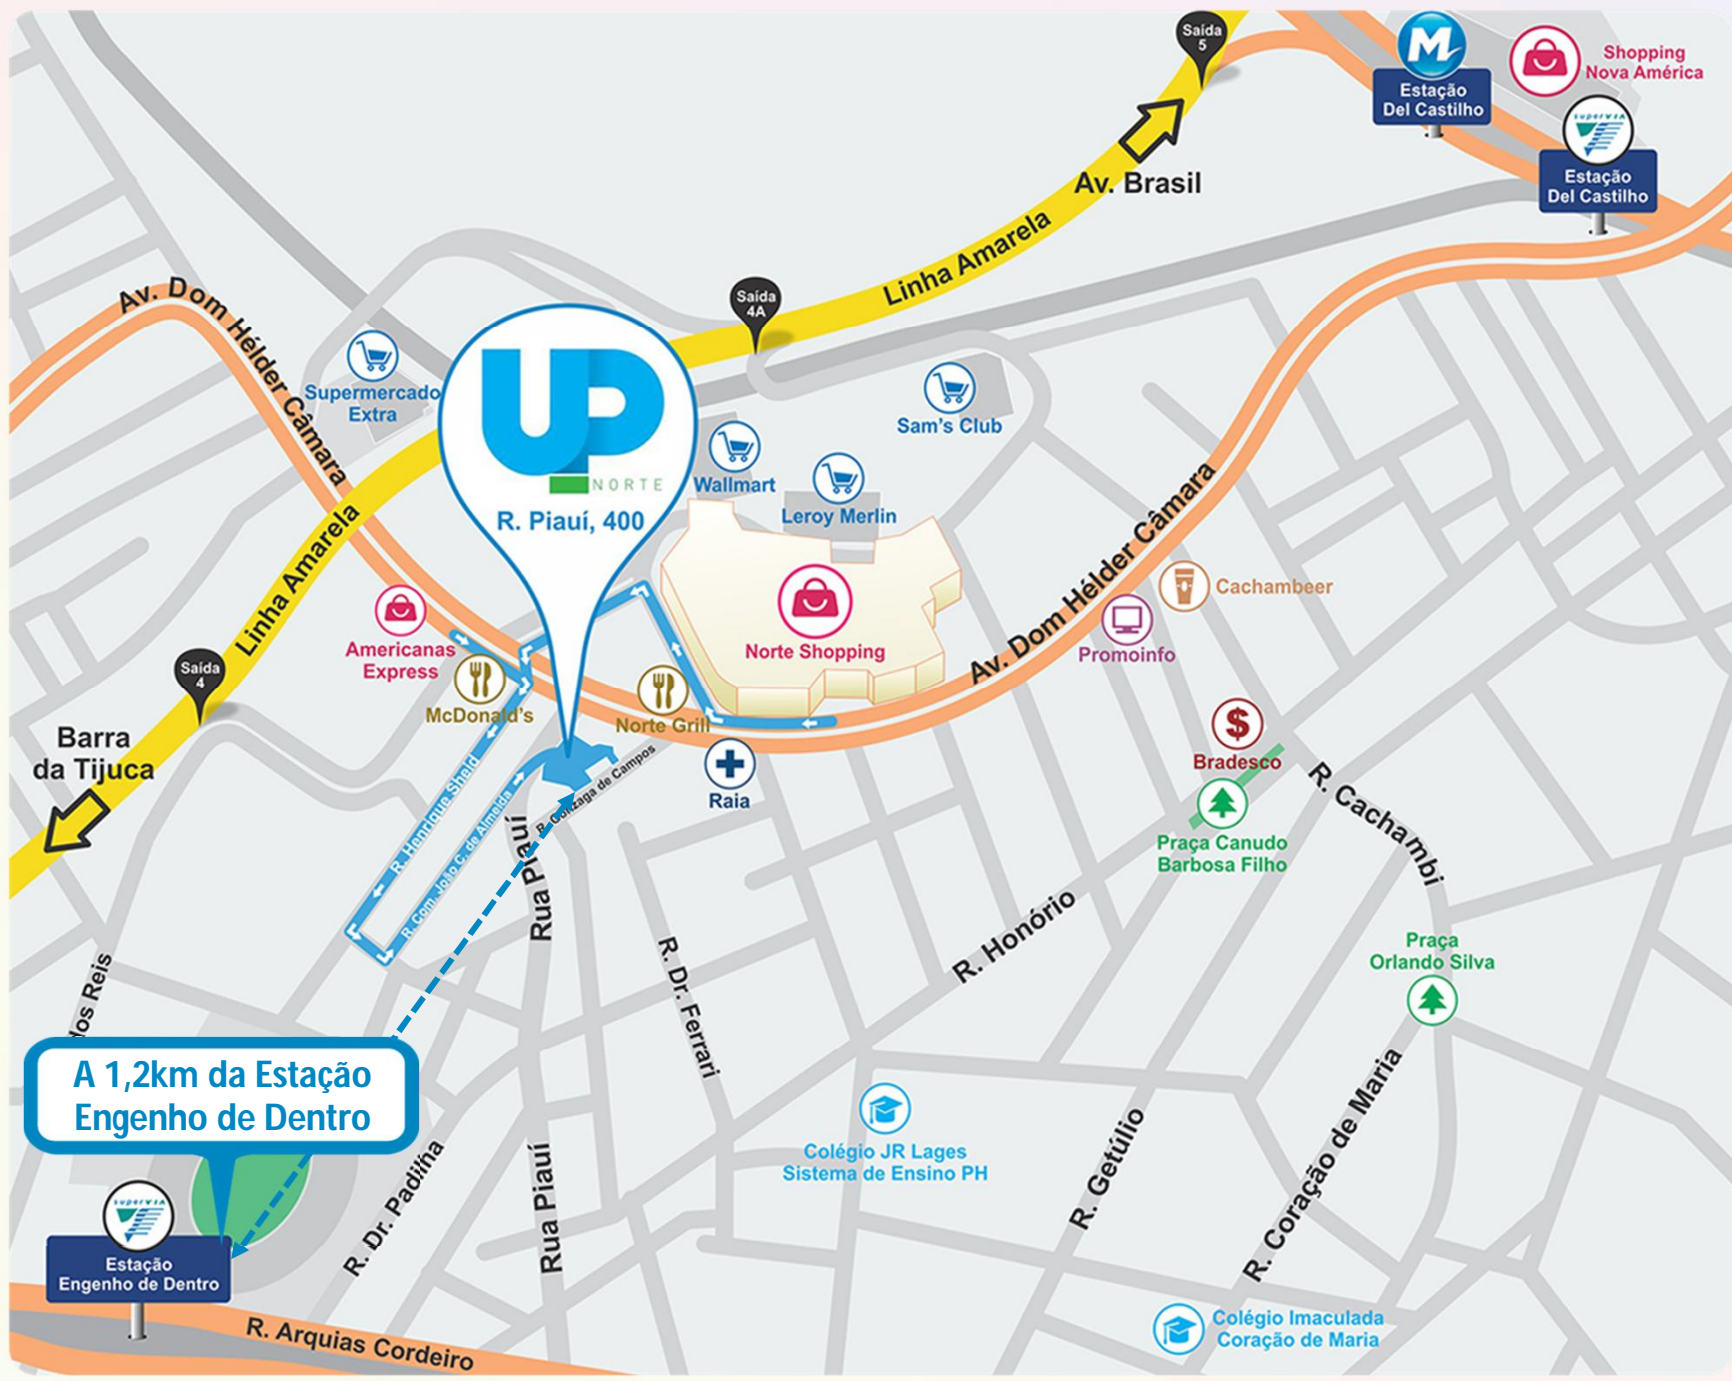 Saída
5
M
Estação
Del Castilho
Shopping
Nova América
SUPERVIA
Estação
Del Castilho
Av. Brasil
Linha Amarela
Saída
4A
Av. Dom Hélder Câmara
Supermercado
Extra
UP
NORTE
R. Piauí, 400
Sam's Club
Wallmart
Leroy Merlin
Linha Amarela
Norte Shopping
Av. Dom Hélder Câmara
Cachambeer
Promoinfo
Americanas
Express
McDonald's
Norte Grill
Saída
4
Barra
da Tijuca
Raia
$
Bradesco
Praça Canudo
Barbosa Filho
R. Cachambi
R. Henrique Sheid
R. Com. João C. de Almeida
R. Gonzaga de Campos
Rua Piauí
R. Dr. Ferrari
R. Honório
Praça
Orlando Silva
dos Reis
A 1,2km da Estação
Engenho de Dentro
Colégio JR Lages
Sistema de Ensino PH
R. Getúlio
R. Coração de Maria
R. Dr. Padilha
Rua Piauí
SUPERVIA
Estação
Engenho de Dentro
R. Arquias Cordeiro
Colégio Imaculada
Coração de Maria